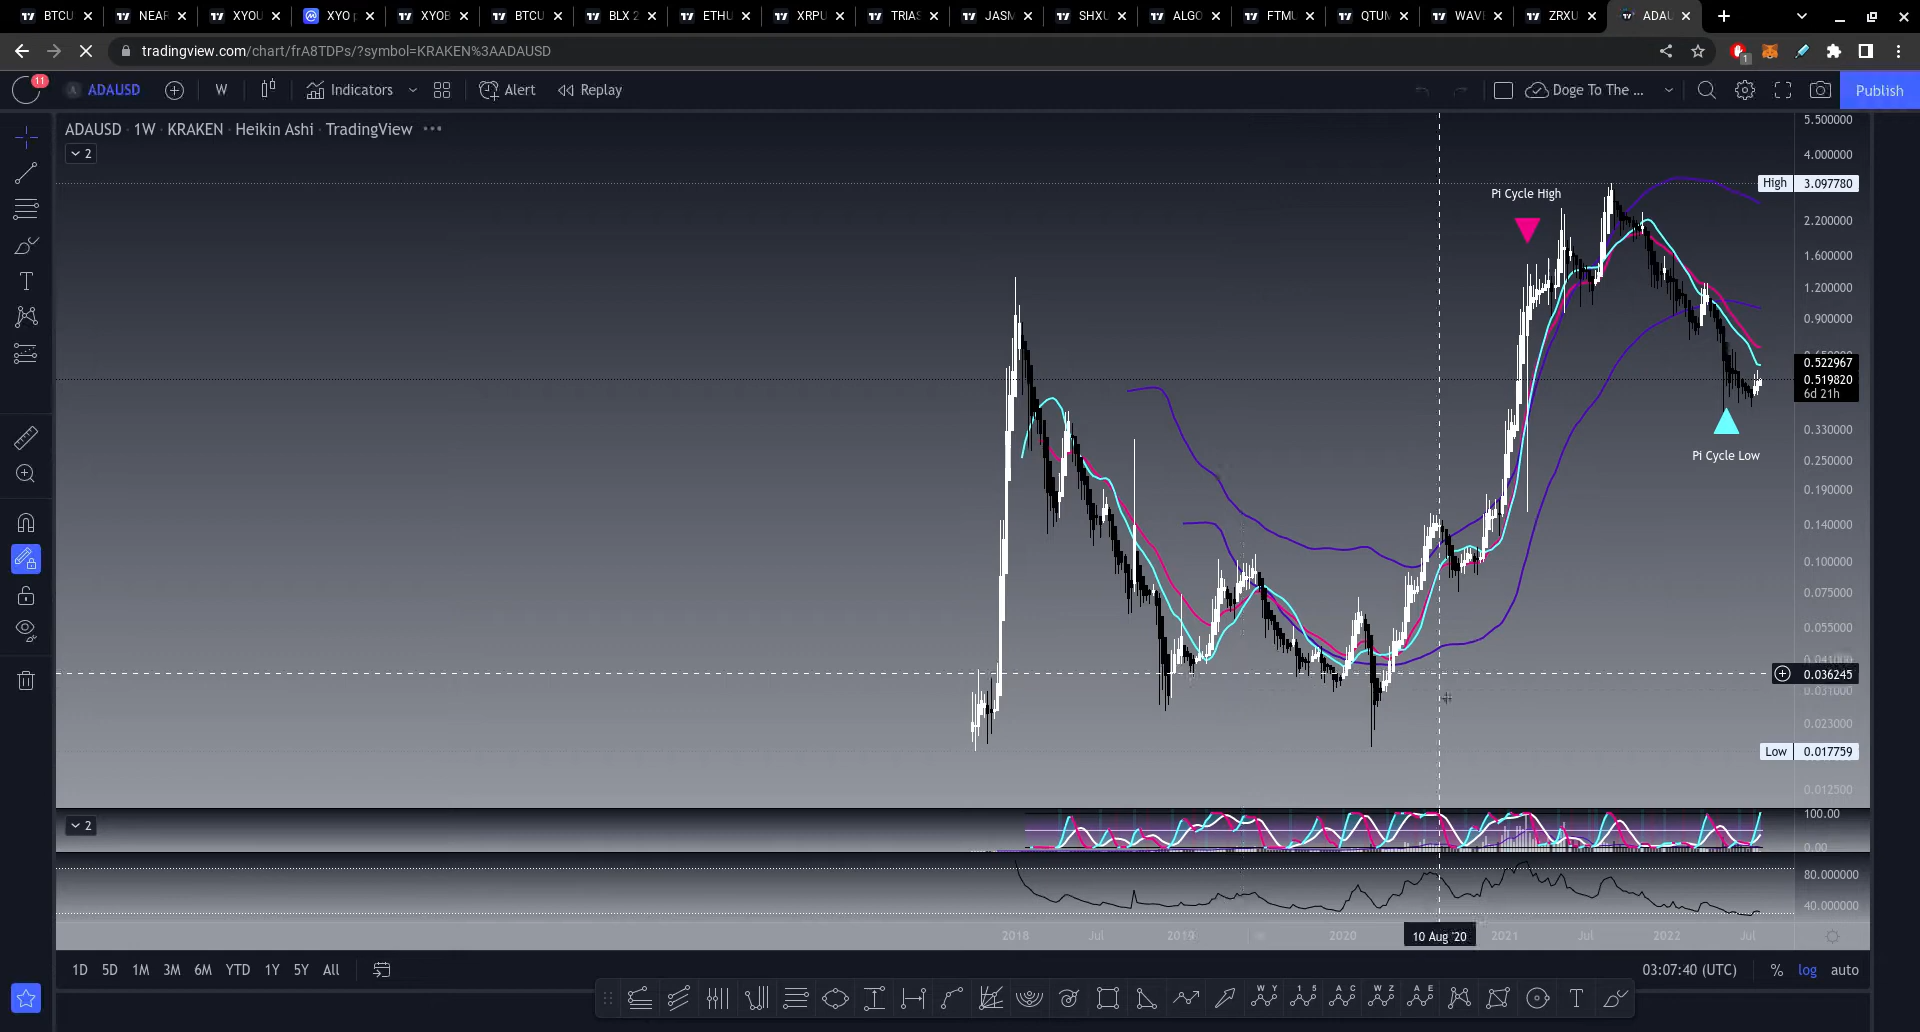 BTCU NEAR XYOU XYO p XYOB BTCU BLX 2 ETHU XRPU TRIAS JASM SHXU ALGO FTMU QTUM WAVE ZRXU ADAU
tradingview.com/chart/frA8TDPs/?symbol=KRAKEN%3AADAUSD 1
11 ADAUSD W Indicators Alert Replay Doge To The ... Publish
ADAUSD · 1W · KRAKEN · Heikin Ashi · TradingView
2
5.500000
4.000000
High 3.097780
Pi Cycle High
2.200000
1.600000
1.200000
0.900000
0.522967
0.519820
6d 21h
0.330000
Pi Cycle Low
0.250000
0.190000
0.140000
0.100000
0.075000
0.055000
0.036245
0.031000
0.023000
Low 0.017759
0.012500
2
100.00
0.00
80.000000
40.000000
2018 Jul 2019 2020 10 Aug '20 2021 Jul 2022 Jul
1D 5D 1M 3M 6M YTD 1Y 5Y All 03:07:40 (UTC) % log auto
W Y 1 5 A C W Z A E